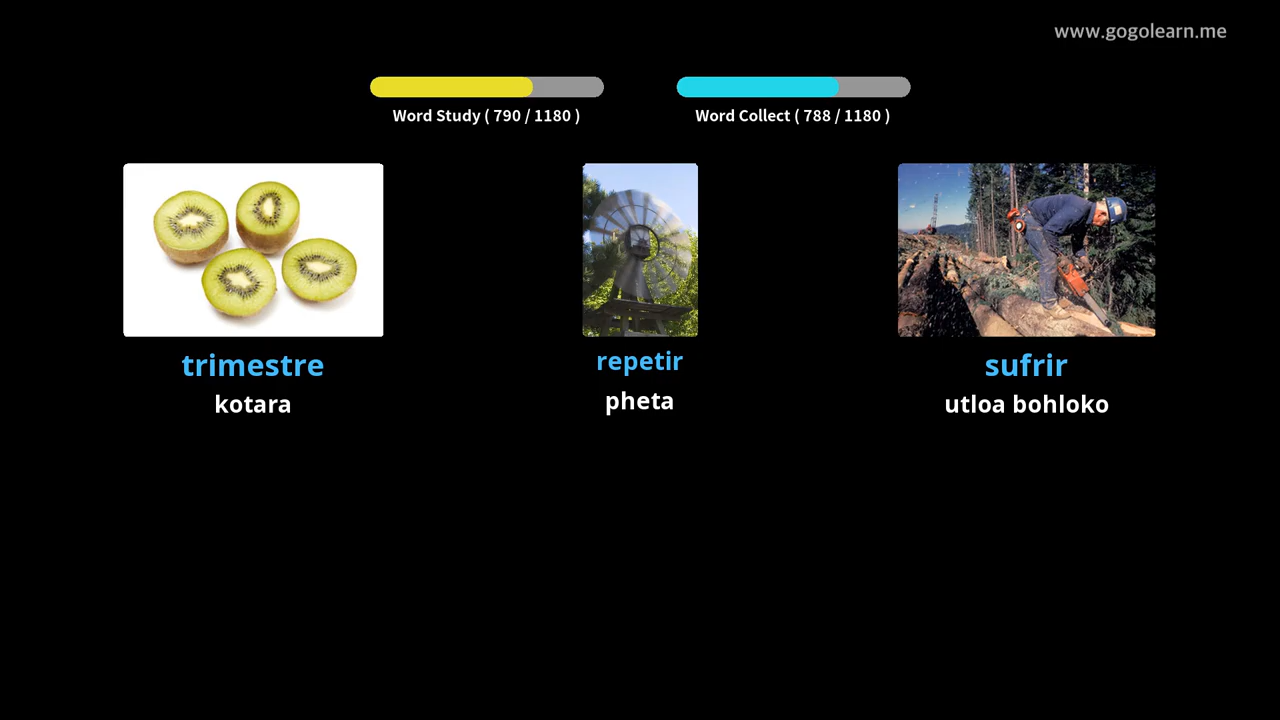 www.gogolearn.me
Word Study ( 790 / 1180 )
Word Collect ( 788 / 1180 )
trimestre
kotara
repetir
pheta
sufrir
utloa bohloko